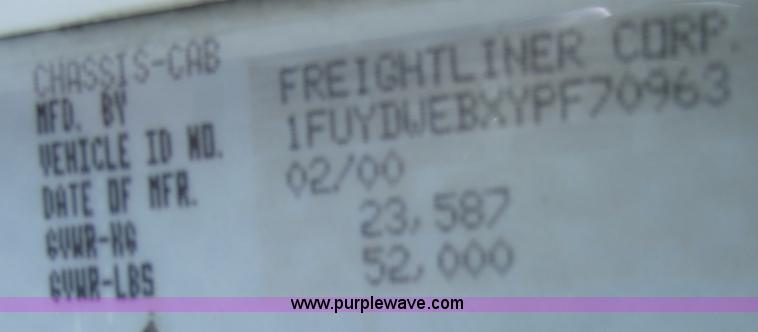 CHASSIS-CAB
MFD. BY FREIGHTLINER CORP.
VEHICLE ID NO. 1FUYDWEBXYPF70963
DATE OF MFR. 02/00
GVWR-KG 23,587
GVWR-LBS 52,000
www.purplewave.com